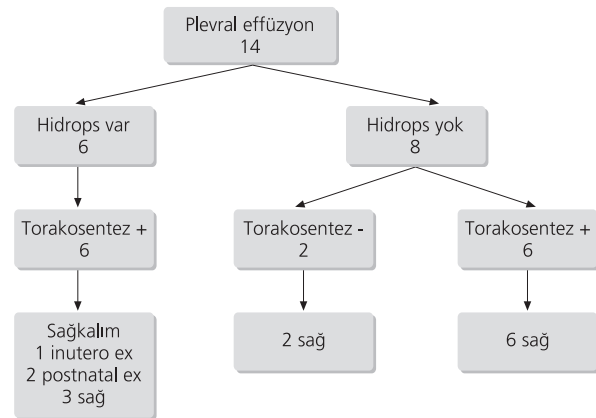 Plevral effüzyon
14
Hidrops var
6
Hidrops yok
8
Torakosentez +
6
Torakosentez -
2
Torakosentez +
6
Sağkalım
1 inutero ex
2 postnatal ex
3 sağ
2 sağ
6 sağ